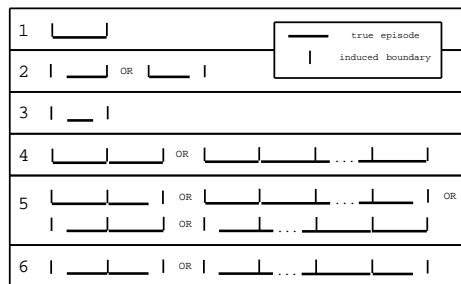 1
true episode
induced boundary
2 OR
3
4 OR ...
5 OR ... OR
OR ...
6 OR ...